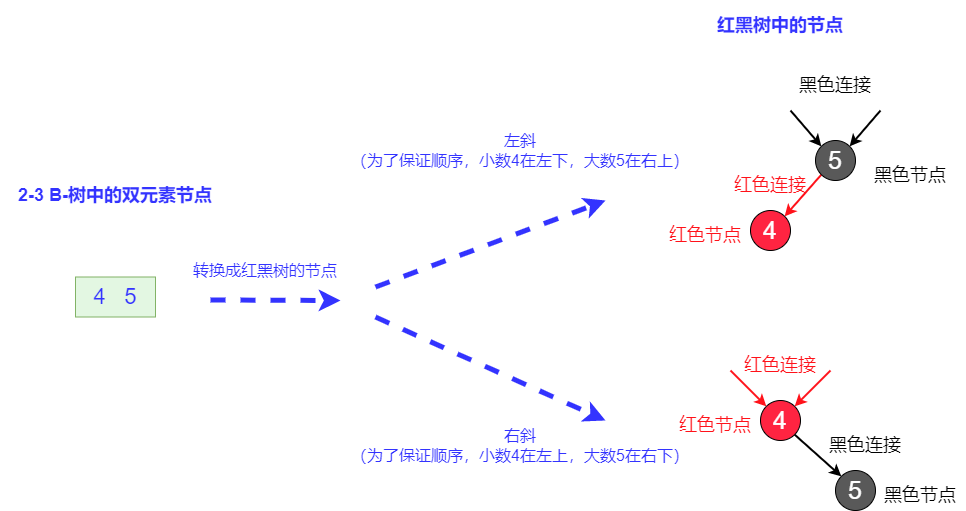 红黑树中的节点
黑色连接
左斜
（为了保证顺序，小数4在左下，大数5在右上）
5
黑色节点
红色连接
2-3 B-树中的双元素节点
4
红色节点
转换成红黑树的节点
4 5
红色连接
4
红色节点
右斜
（为了保证顺序，小数4在左上，大数5在右下）
黑色连接
5
黑色节点